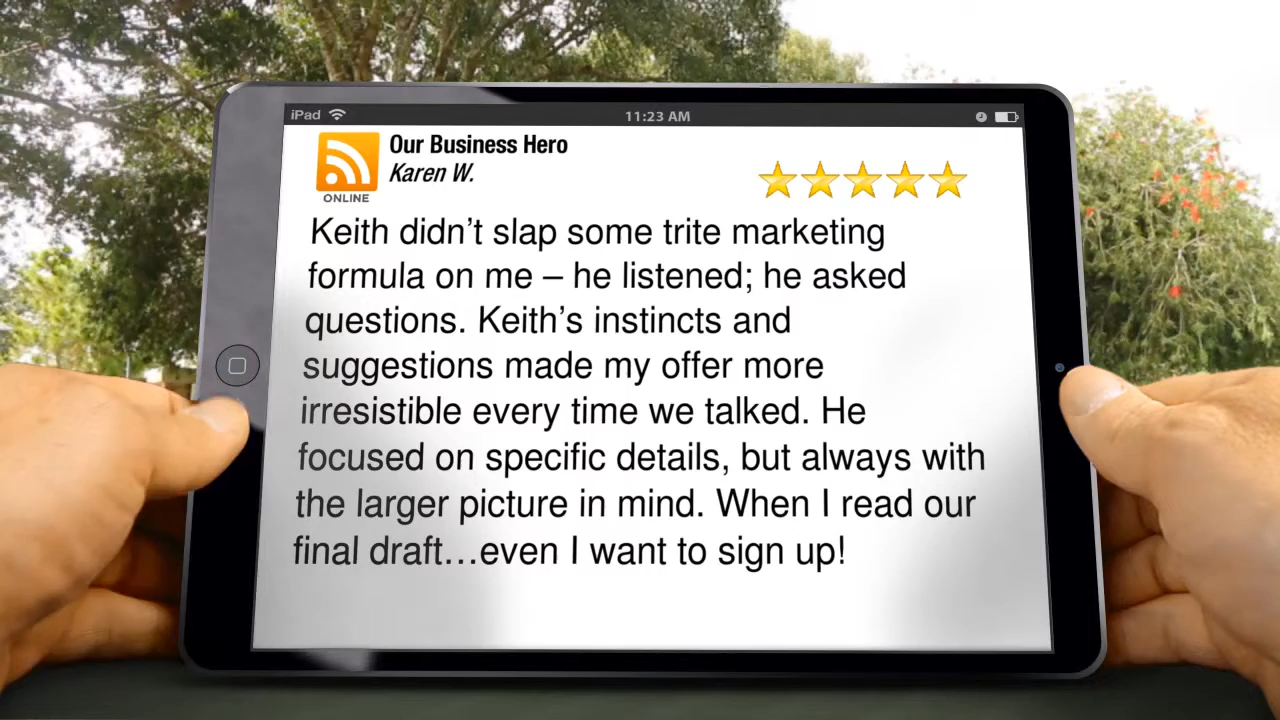 iPad
11:23 AM
Our Business Hero
Karen W.
ONLINE
Keith didn’t slap some trite marketing
formula on me – he listened; he asked
questions. Keith’s instincts and
suggestions made my offer more
irresistible every time we talked. He
focused on specific details, but always with
the larger picture in mind. When I read our
final draft…even I want to sign up!